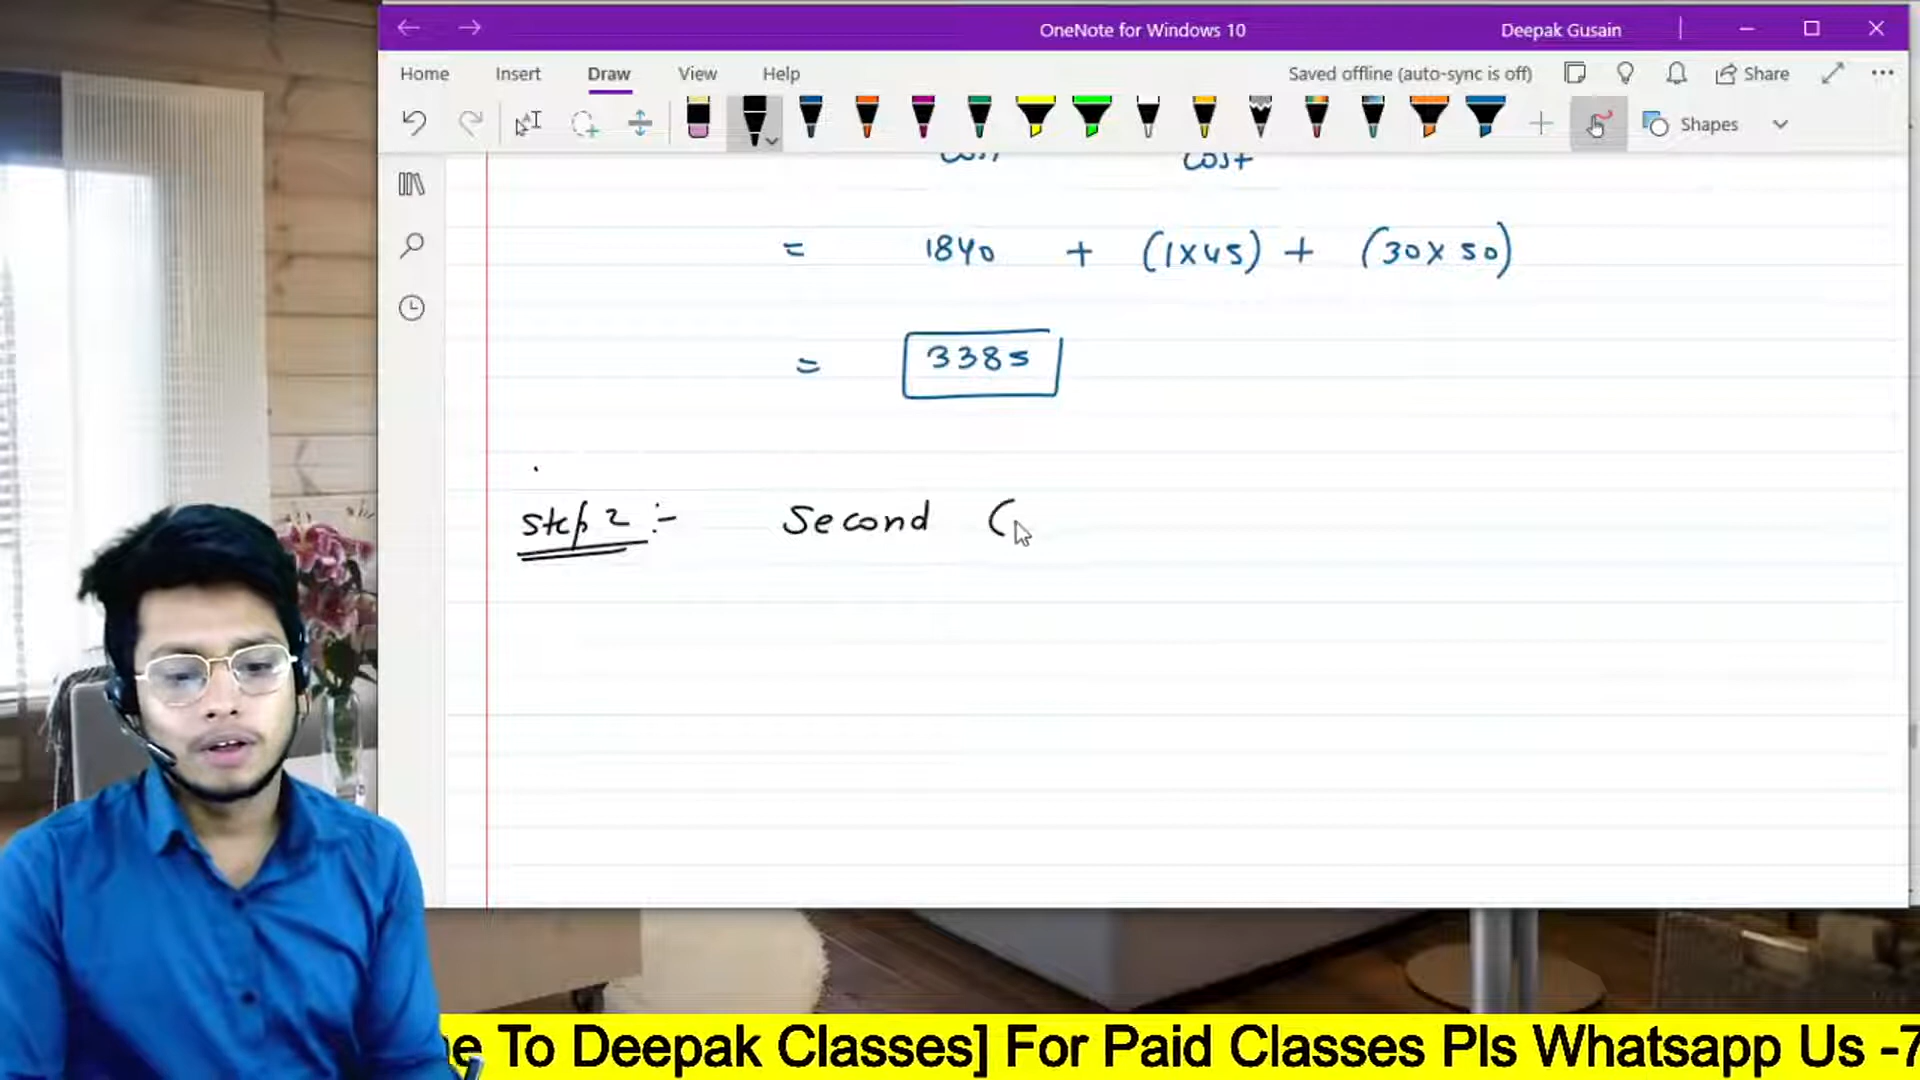 OneNote for Windows 10
Deepak Gusain
Home Insert Draw View Help
Saved offline (auto-sync is off)
Share
Shapes
cost
= 1840 + (1x45) + (30x50)
= 3385
Step 2 :- Second (
e To Deepak Classes] For Paid Classes Pls Whatsapp Us -7